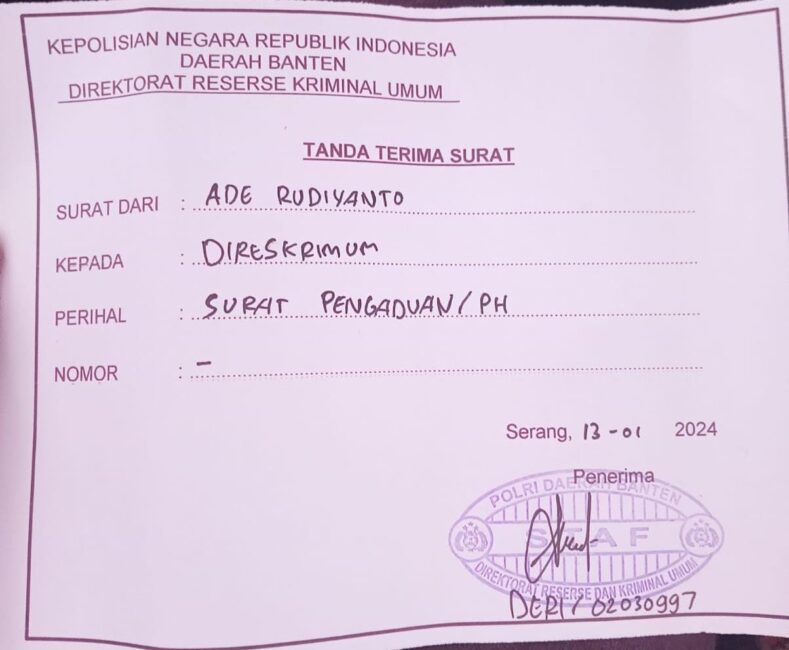 KEPOLISIAN NEGARA REPUBLIK INDONESIA
DAERAH BANTEN
DIREKTORAT RESERSE KRIMINAL UMUM
TANDA TERIMA SURAT
SURAT DARI : ADE RUDIYANTO
KEPADA : DIRESKRIMUM
PERIHAL : SURAT PENGADUAN/PH
NOMOR : -
Serang, 13-01 2024
Penerima
POLRI DAERAH BANTEN
STAF
DIREKTORAT RESERSE DAN KRIMINAL UMUM
DERI/02030997